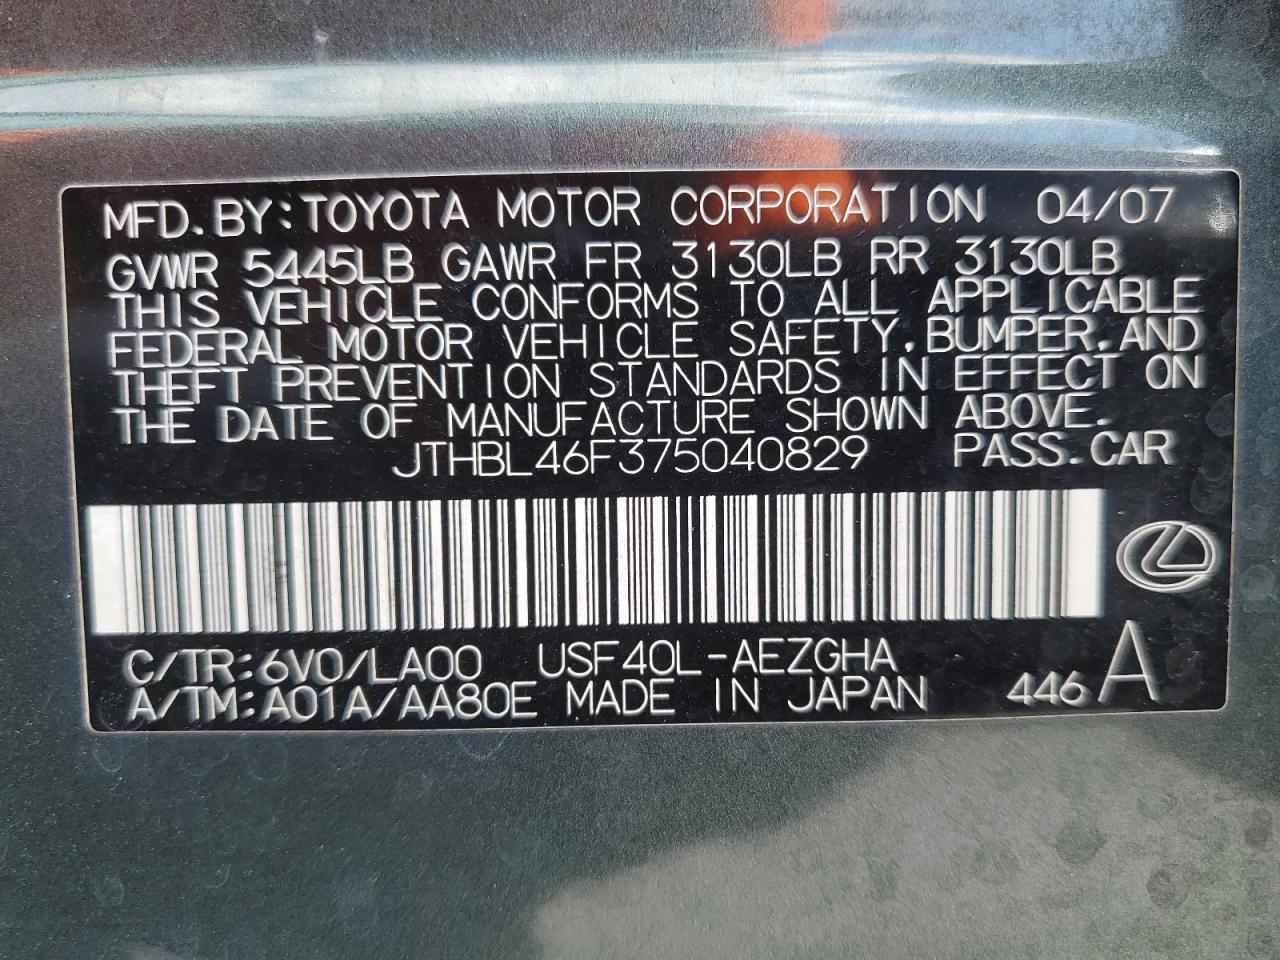 MFD. BY: TOYOTA MOTOR CORPORATION 04/07
GVWR 5445LB GAWR FR 3130LB RR 3130LB
THIS VEHICLE CONFORMS TO ALL APPLICABLE
FEDERAL MOTOR VEHICLE SAFETY, BUMPER, AND
THEFT PREVENTION STANDARDS IN EFFECT ON
THE DATE OF MANUFACTURE SHOWN ABOVE.
JTHBL46F375040829 PASS. CAR
C/TR: 6V0/LA00 USF40L-AEZGHA
A/TM: A01A/AA80E MADE IN JAPAN 446 A